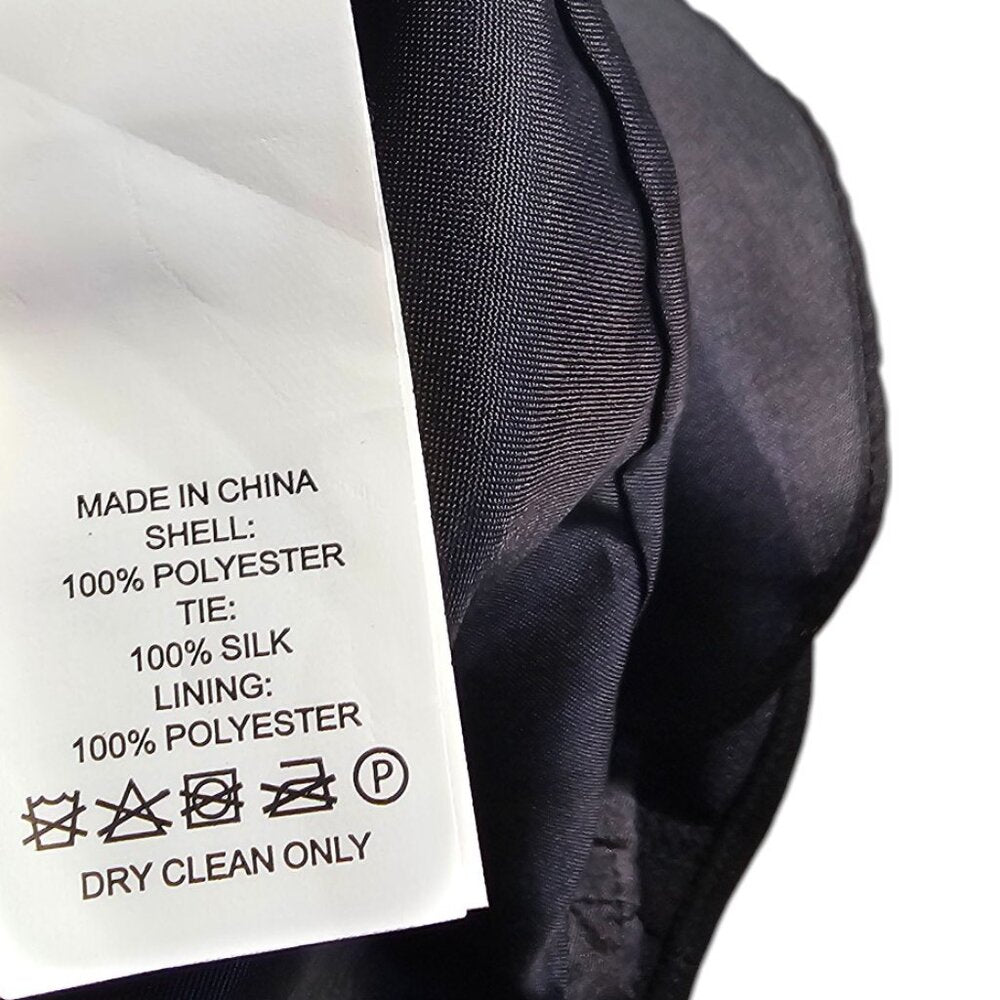 MADE IN CHINA
SHELL:
100% POLYESTER
TIE:
100% SILK
LINING:
100% POLYESTER
P
DRY CLEAN ONLY